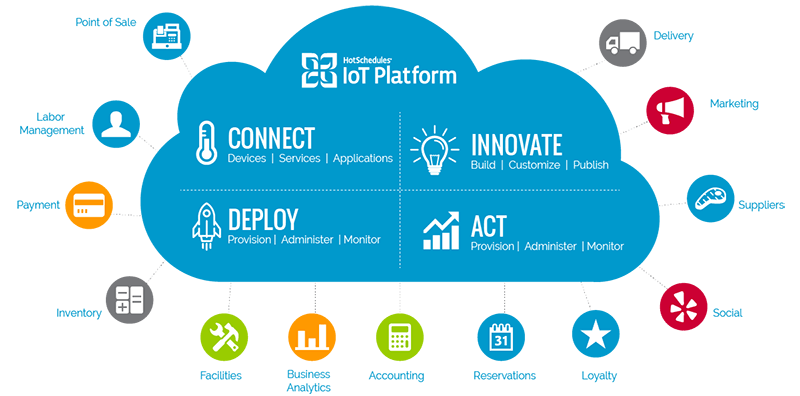 Point of Sale
Delivery
HotSchedules®
IoT Platform
Labor
Management
Marketing
CONNECT
Devices | Services | Applications
INNOVATE
Build | Customize | Publish
Payment
Suppliers
DEPLOY
Provision | Administer | Monitor
ACT
Provision | Administer | Monitor
Inventory
Social
31
Facilities
Business
Analytics
Accounting
Reservations
Loyalty